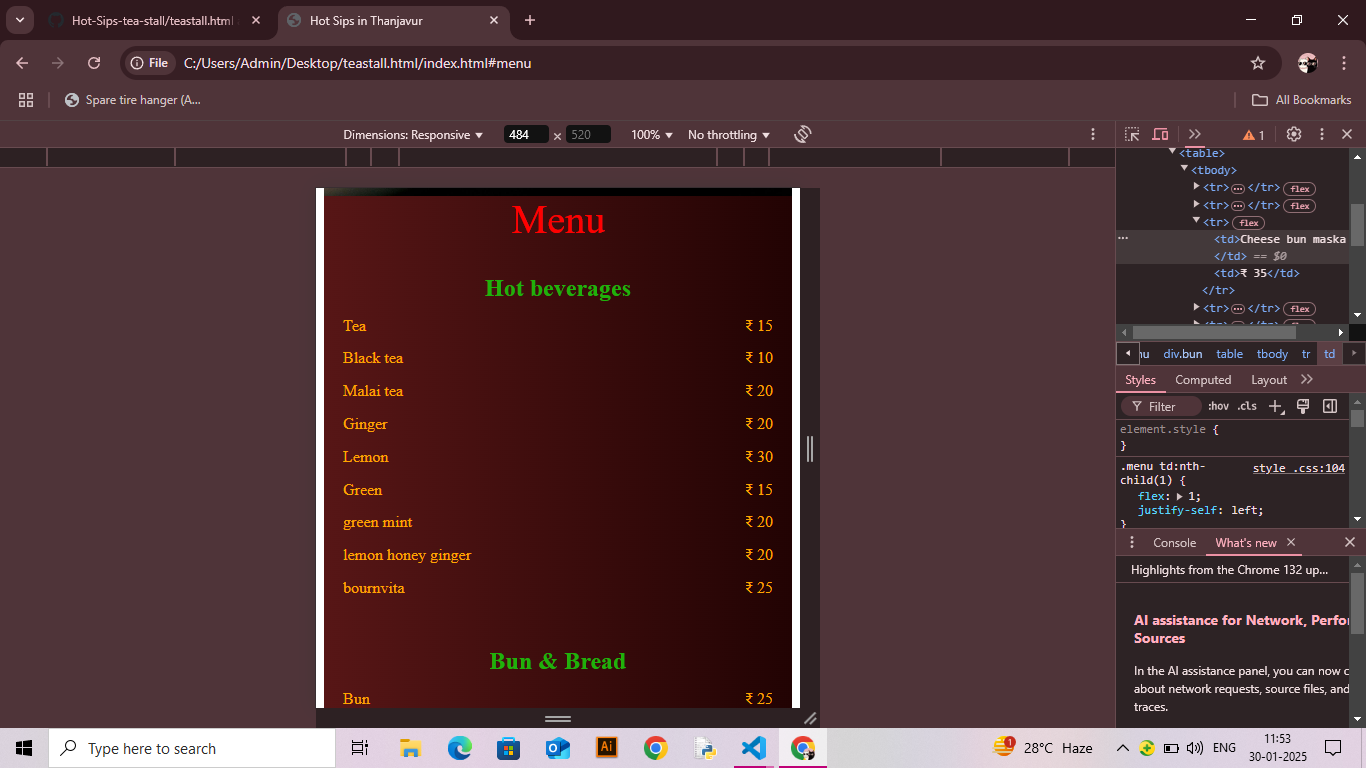 Hot-Sips-tea-stall/teastall.html
Hot Sips in Thanjavur
File
C:/Users/Admin/Desktop/teastall.html/index.html#menu
Spare tire hanger (A...
All Bookmarks
Dimensions: Responsive
484 × 520
100%
No throttling
1
Menu
Hot beverages
Tea ₹ 15
Black tea ₹ 10
Malai tea ₹ 20
Ginger ₹ 20
Lemon ₹ 30
Green ₹ 15
green mint ₹ 20
lemon honey ginger ₹ 20
bournvita ₹ 25
Bun & Bread
Bun ₹ 25
<table>
<tbody>
<tr> ⋯ </tr> flex
<tr> ⋯ </tr> flex
<tr> flex
<td>Cheese bun maska
</td> == $0
<td>₹ 35</td>
</tr>
<tr> ⋯ </tr> flex
div.bun table tbody tr td
Styles Computed Layout
Filter :hov .cls
element.style {
}
.menu td:nth- style .css:104
child(1) {
flex: 1;
justify-self: left;
}
Console What's new
Highlights from the Chrome 132 up...
AI assistance for Network, Perfo
Sources
In the AI assistance panel, you can now c
about network requests, source files, and
traces.
Type here to search
Ai
1
28°C Haze
ENG
11:53
30-01-2025